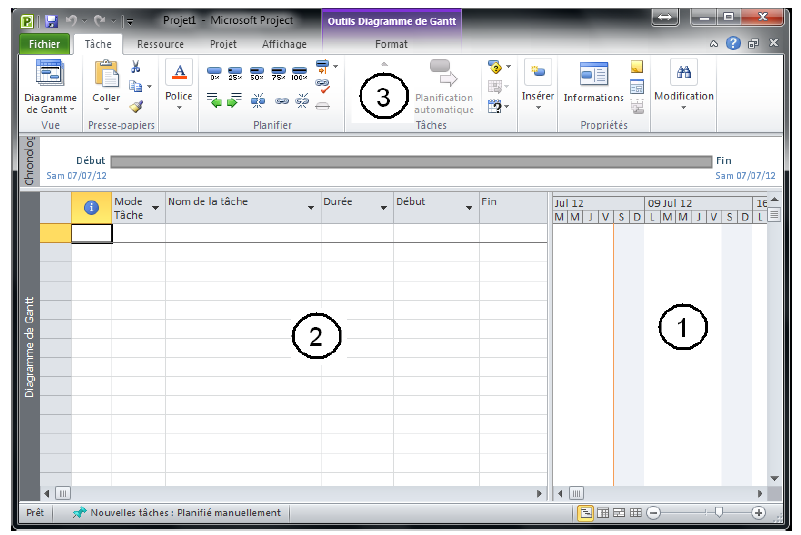 Projet1 - Microsoft Project
Outils Diagramme de Gantt
Fichier Tâche Ressource Projet Affichage Format
Diagramme de Gantt
Vue
Coller
Presse-papiers
Police
0× 25× 50× 75× 100×
Planifier
3
Planification automatique
Tâches
Insérer
Informations
Propriétés
Modification
Chronolog
Début
Sam 07/07/12
Fin
Sam 07/07/12
Mode Tâche
Nom de la tâche
Durée
Début
Fin
Jul 12 09 Jul 12 16
M M J V S D L M M J V S D L
Diagramme de Gantt
2
1
Prêt
Nouvelles tâches : Planifié manuellement